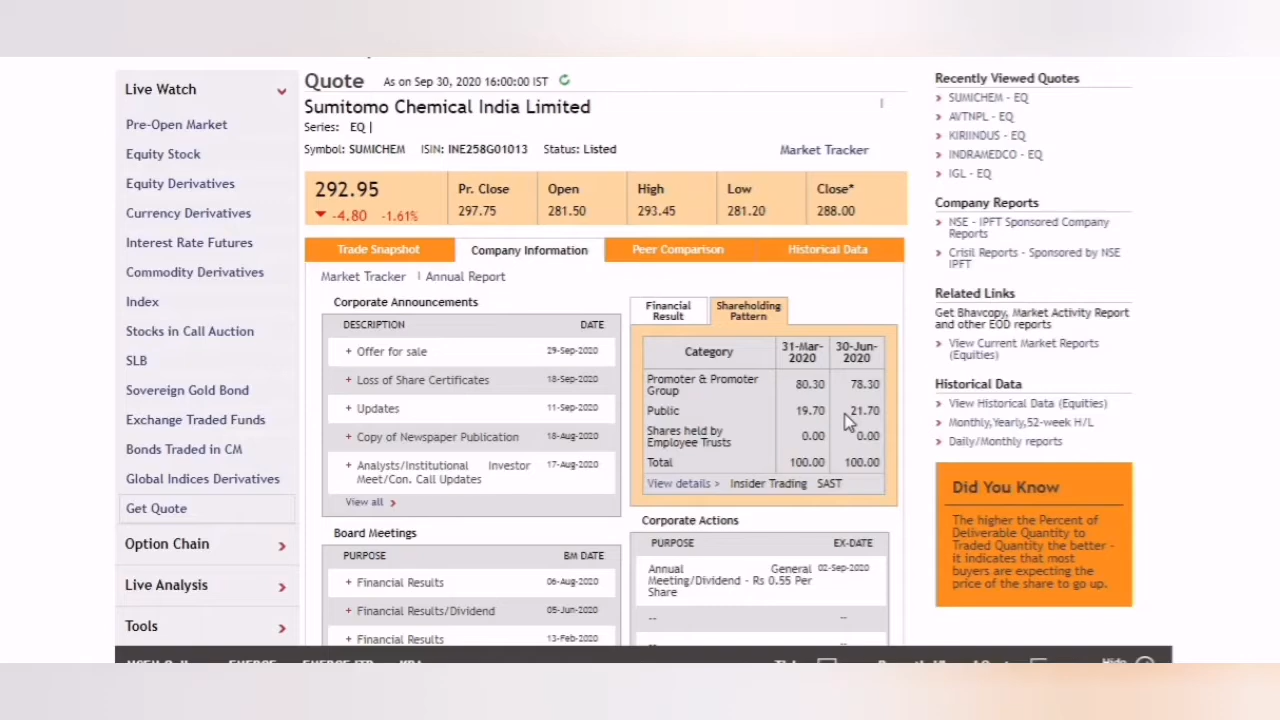 Live Watch
Pre-Open Market
Equity Stock
Equity Derivatives
Currency Derivatives
Interest Rate Futures
Commodity Derivatives
Index
Stocks in Call Auction
SLB
Sovereign Gold Bond
Exchange Traded Funds
Bonds Traded in CM
Global Indices Derivatives
Get Quote
Option Chain
Live Analysis
Tools
Quote As on Sep 30, 2020 16:00:00 IST
Sumitomo Chemical India Limited
Series: EQ |
Symbol: SUMICHEM ISIN: INE258G01013 Status: Listed Market Tracker
292.95 Pr. Close Open High Low Close*
-4.80 -1.61% 297.75 281.50 293.45 281.20 288.00
Trade Snapshot Company Information Peer Comparison Historical Data
Market Tracker | Annual Report
Corporate Announcements
DESCRIPTION DATE
+ Offer for sale 29-Sep-2020
+ Loss of Share Certificates 18-Sep-2020
+ Updates 11-Sep-2020
+ Copy of Newspaper Publication 18-Aug-2020
+ Analysts/Institutional Investor 17-Aug-2020
Meet/Con. Call Updates
View all >
Board Meetings
PURPOSE BM DATE
+ Financial Results 06-Aug-2020
+ Financial Results/Dividend 05-Jun-2020
+ Financial Results 13-Feb-2020
Financial Shareholding
Result Pattern
Category 31-Mar- 30-Jun-
2020 2020
Promoter & Promoter 80.30 78.30
Group
Public 19.70 21.70
Shares held by 0.00 0.00
Employee Trusts
Total 100.00 100.00
View details > Insider Trading SAST
Corporate Actions
PURPOSE EX-DATE
Annual General 02-Sep-2020
Meeting/Dividend - Rs 0.55 Per
Share
-- --
-- --
Recently Viewed Quotes
SUMICHEM - EQ
AVTNPL - EQ
KIRIINDUS - EQ
INDRAMEDCO - EQ
IGL - EQ
Company Reports
NSE - IPFT Sponsored Company
Reports
Crisil Reports - Sponsored by NSE
IPFT
Related Links
Get Bhavcopy, Market Activity Report
and other EOD reports
View Current Market Reports
(Equities)
Historical Data
View Historical Data (Equities)
Monthly,Yearly,52-week H/L
Daily/Monthly reports
Did You Know
The higher the Percent of
Deliverable Quantity to
Traded Quantity the better -
it indicates that most
buyers are expecting the
price of the share to go up.